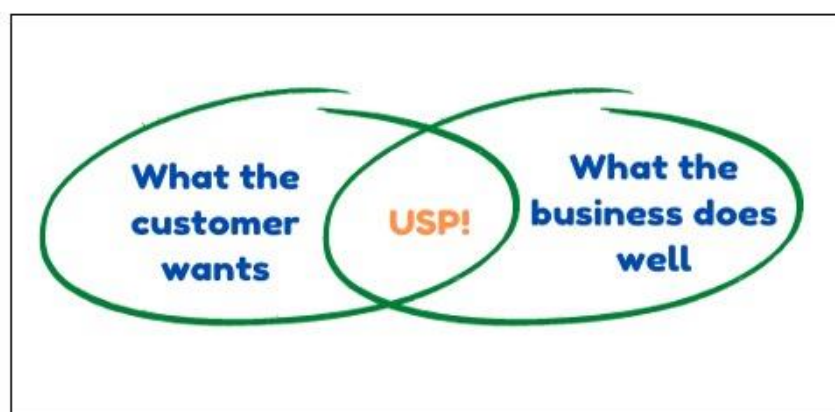 What the
customer
wants
USP!
What the
business does
well